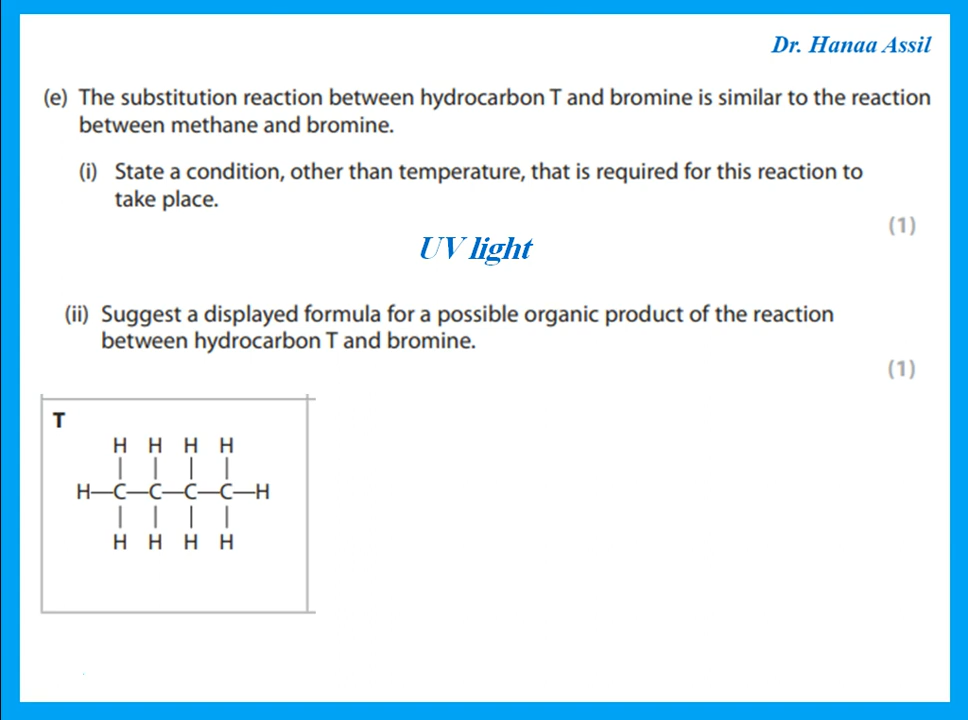 Dr. Hanaa Assil
(e) The substitution reaction between hydrocarbon T and bromine is similar to the reaction
between methane and bromine.
(i) State a condition, other than temperature, that is required for this reaction to
take place.
(1)
UV light
(ii) Suggest a displayed formula for a possible organic product of the reaction
between hydrocarbon T and bromine.
(1)
T
H H H H
H—C—C—C—C—H
H H H H